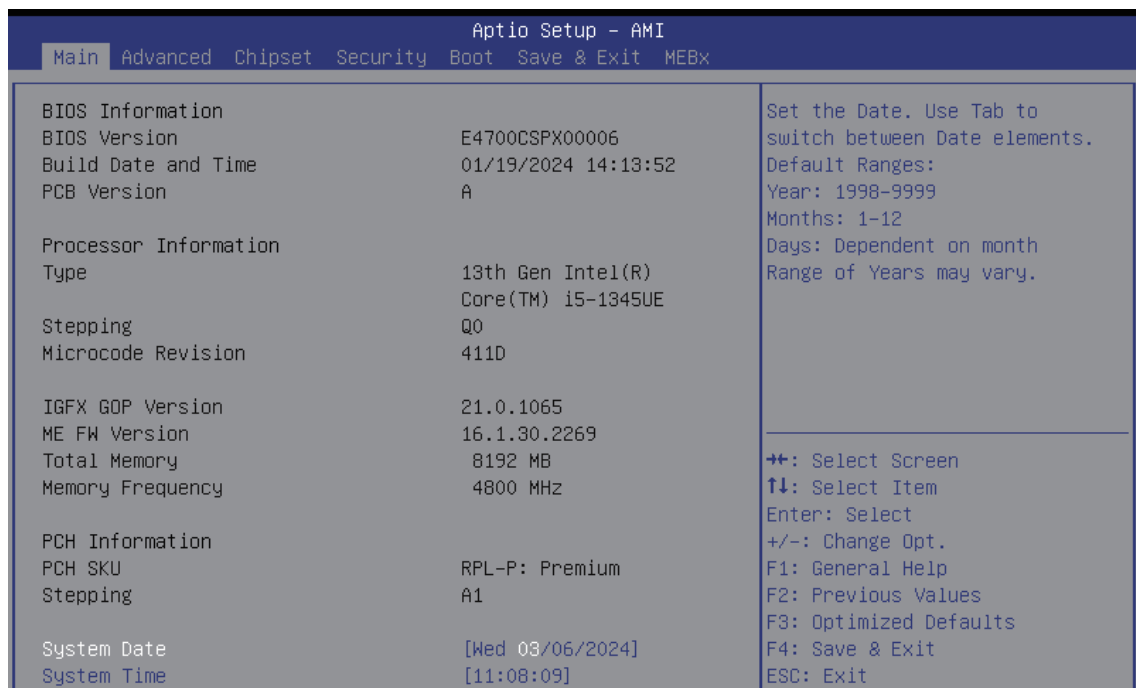 Aptio Setup – AMI
Main Advanced Chipset Security Boot Save & Exit MEBx
BIOS Information
BIOS Version E4700CSPX00006
Build Date and Time 01/19/2024 14:13:52
PCB Version A
Processor Information
Type 13th Gen Intel(R)
Core(TM) i5-1345UE
Stepping Q0
Microcode Revision 411D
IGFX GOP Version 21.0.1065
ME FW Version 16.1.30.2269
Total Memory 8192 MB
Memory Frequency 4800 MHz
PCH Information
PCH SKU RPL-P: Premium
Stepping A1
System Date [Wed 03/06/2024]
System Time [11:08:09]
Set the Date. Use Tab to
switch between Date elements.
Default Ranges:
Year: 1998-9999
Months: 1-12
Days: Dependent on month
Range of Years may vary.
→←: Select Screen
↑↓: Select Item
Enter: Select
+/-: Change Opt.
F1: General Help
F2: Previous Values
F3: Optimized Defaults
F4: Save & Exit
ESC: Exit